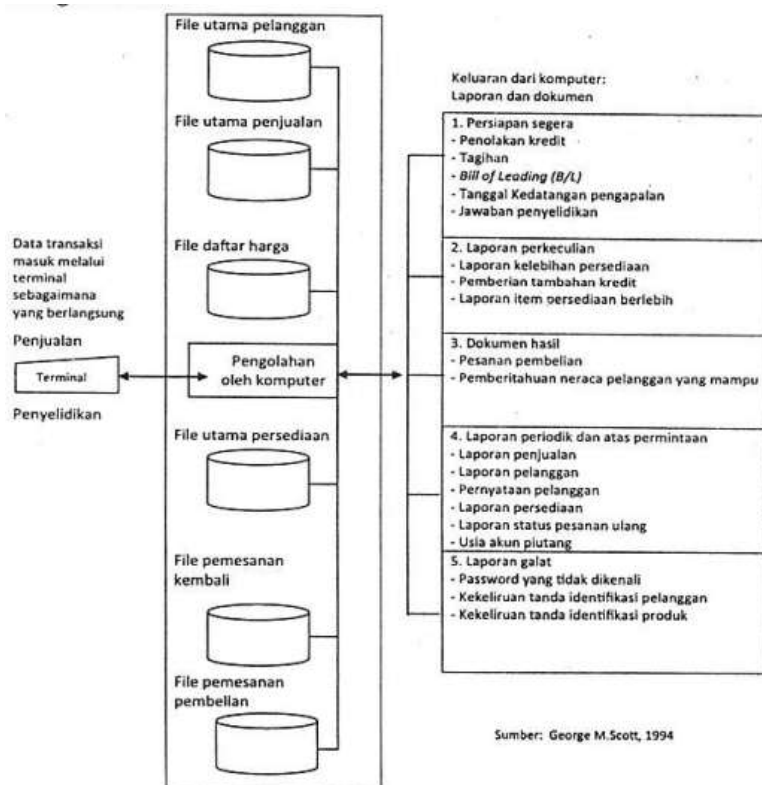 File utama pelanggan
File utama penjualan
Data transaksi
masuk melalui
terminal
sebagaimana
yang berlangsung
File daftar harga
Penjualan
Terminal
Penyelidikan
Pengolahan
oleh komputer
File utama persediaan
File pemesanan
kembali
File pemesanan
pembelian
Keluaran dari komputer:
Laporan dan dokumen
1. Persiapan segera
- Penolakan kredit
- Tagihan
- Bill of Leading (B/L)
- Tanggal Kedatangan pengapalan
- Jawaban penyelidikan
2. Laporan perkeculian
- Laporan kelebihan persediaan
- Pemberian tambahan kredit
- Laporan item persediaan berlebih
3. Dokumen hasil
- Pesanan pembelian
- Pemberitahuan neraca pelanggan yang mampu
4. Laporan periodik dan atas permintaan
- Laporan penjualan
- Laporan pelanggan
- Pernyataan pelanggan
- Laporan persediaan
- Laporan status pesanan ulang
- Usia akun piutang
5. Laporan galat
- Password yang tidak dikenali
- Kekeliruan tanda identifikasi pelanggan
- Kekeliruan tanda identifikasi produk
Sumber: George M.Scott, 1994